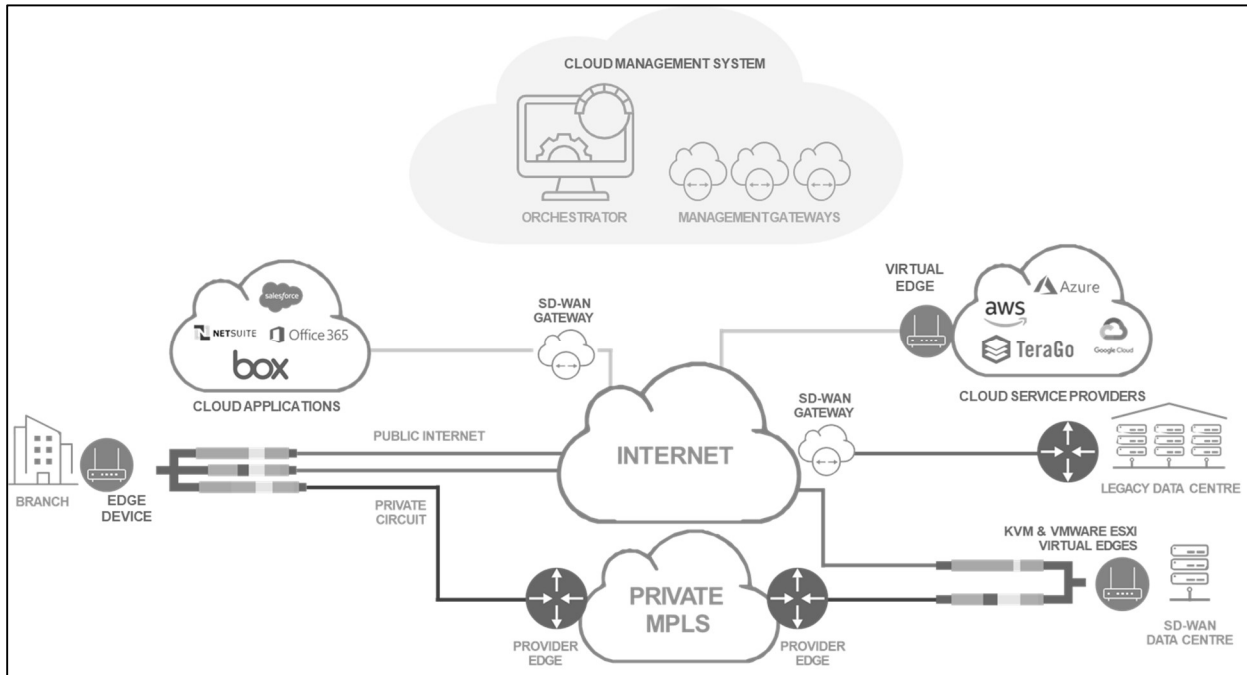 CLOUD MANAGEMENT SYSTEM
ORCHESTRATOR
MANAGEMENT GATEWAYS
salesforce
NETSUITE
Office 365
box
CLOUD APPLICATIONS
SD-WAN
GATEWAY
VIRTUAL
EDGE
Azure
aws
TeraGo
Google Cloud
CLOUD SERVICE PROVIDERS
SD-WAN
GATEWAY
PUBLIC INTERNET
INTERNET
BRANCH
EDGE
DEVICE
PRIVATE
CIRCUIT
LEGACY DATA CENTRE
KVM & VMWARE ESXI
VIRTUAL EDGES
PRIVATE
MPLS
PROVIDER
EDGE
PROVIDER
EDGE
SD-WAN
DATA CENTRE